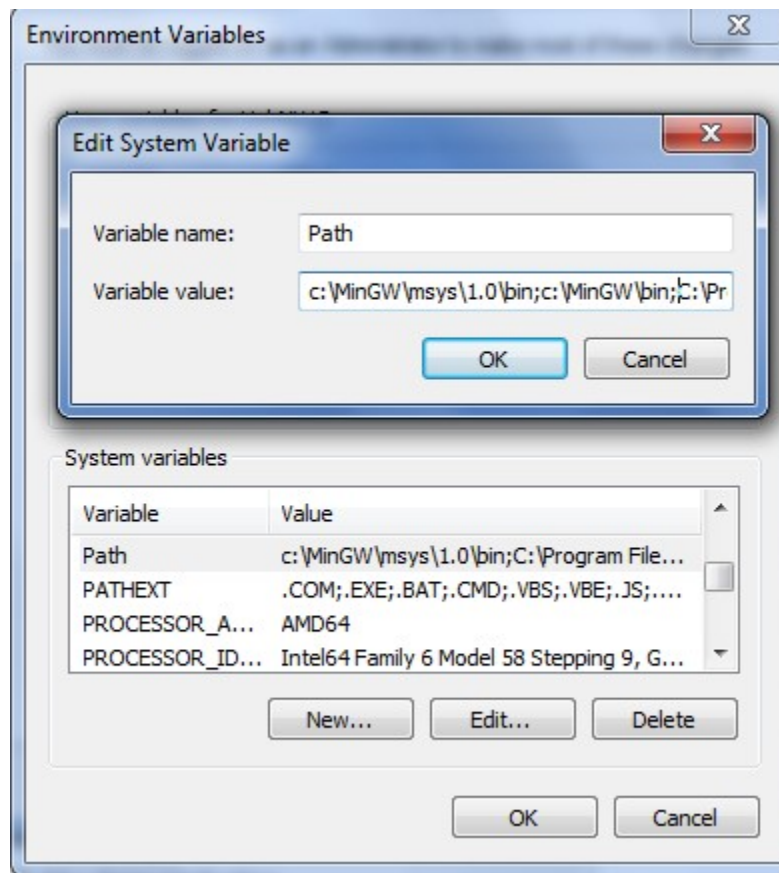 Environment Variables
Edit System Variable
Variable name:
Path
Variable value:
c:\MinGW\msys\1.0\bin;c:\MinGW\bin;C:\Pr
OK
Cancel
System variables
Variable Value
Path c:\MinGW\msys\1.0\bin;C:\Program File...
PATHEXT .COM;.EXE;.BAT;.CMD;.VBS;.VBE;.JS;....
PROCESSOR_A... AMD64
PROCESSOR_ID... Intel64 Family 6 Model 58 Stepping 9, G...
New... Edit... Delete
OK Cancel